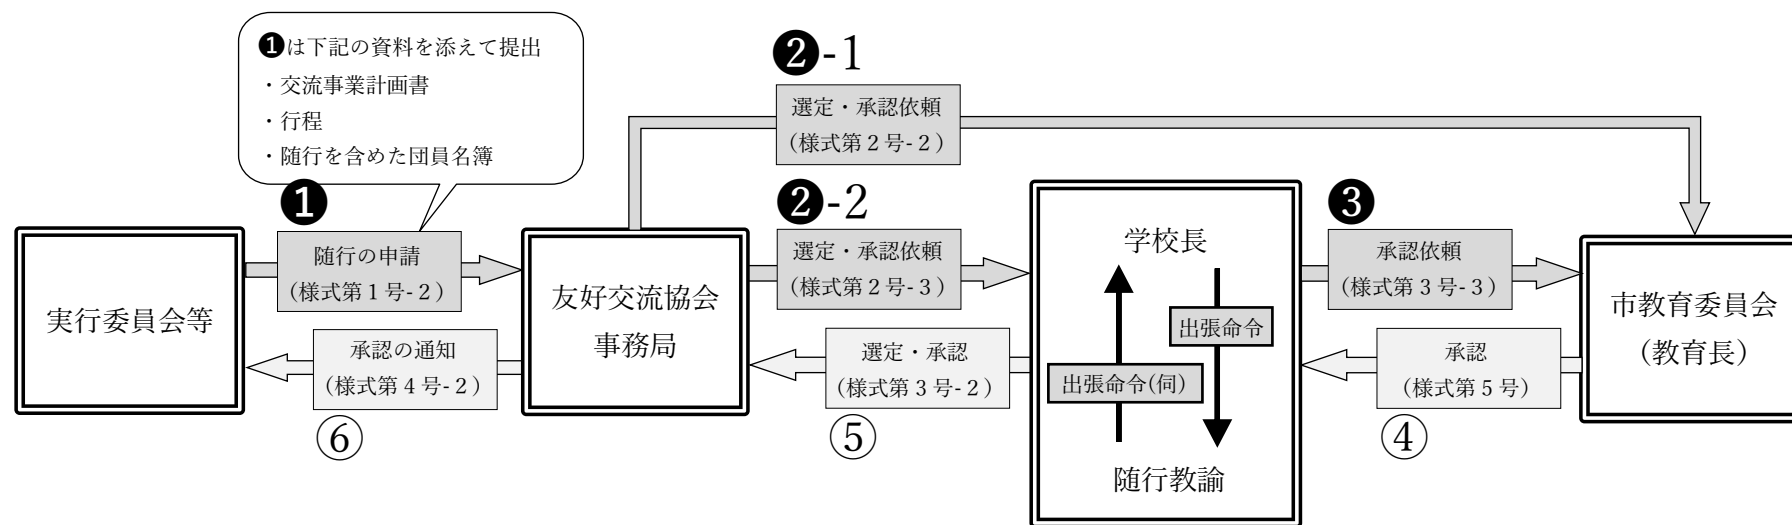 ❶は下記の資料を添えて提出
・交流事業計画書
・行程
・随行を含めた団員名簿
❶
随行の申請
(様式第1号-2)
❷-1
選定・承認依頼
(様式第2号-2)
❷-2
選定・承認依頼
(様式第2号-3)
❸
承認依頼
(様式第3号-3)
実行委員会等
友好交流協会
事務局
学校長
出張命令
出張命令(伺)
随行教諭
市教育委員会
(教育長)
承認の通知
(様式第4号-2)
⑥
選定・承認
(様式第3号-2)
⑤
承認
(様式第5号)
④